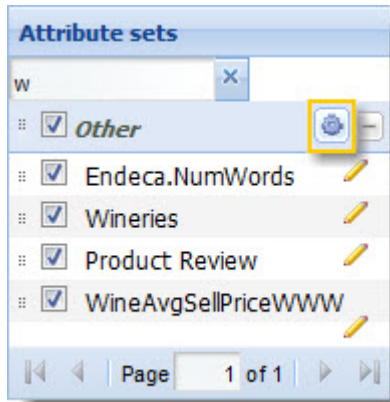 Attribute sets
w
Other
Endeca.NumWords
Wineries
Product Review
WineAvgSellPriceWWW
Page 1 of 1